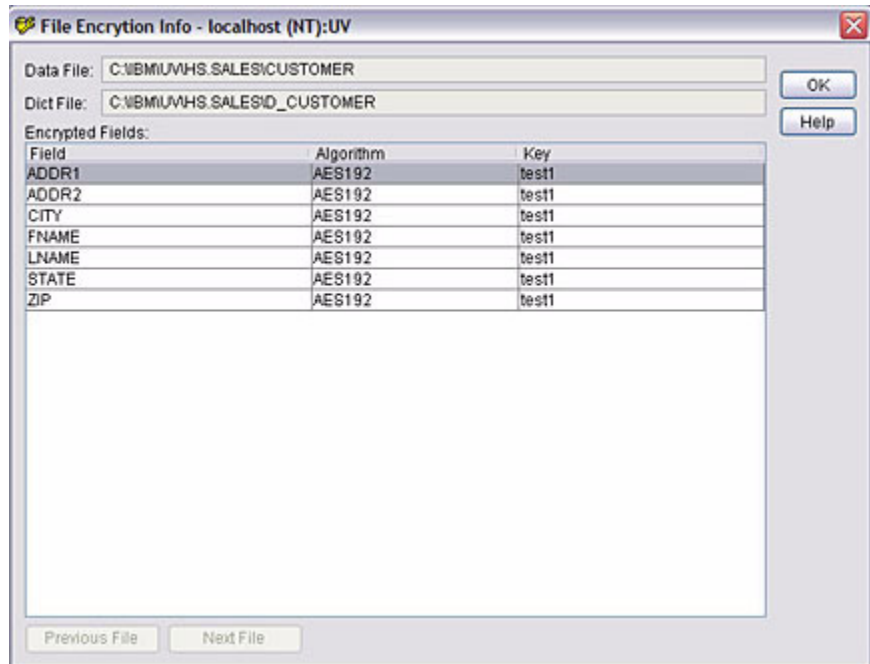 File Encrytion Info - localhost (NT):UV
Data File: C:\IBM\UV\HS.SALES\CUSTOMER
OK
Dict File: C:\IBM\UV\HS.SALES\D_CUSTOMER
Help
Encrypted Fields:
Field Algorithm Key
ADDR1 AES192 test1
ADDR2 AES192 test1
CITY AES192 test1
FNAME AES192 test1
LNAME AES192 test1
STATE AES192 test1
ZIP AES192 test1
Previous File Next File